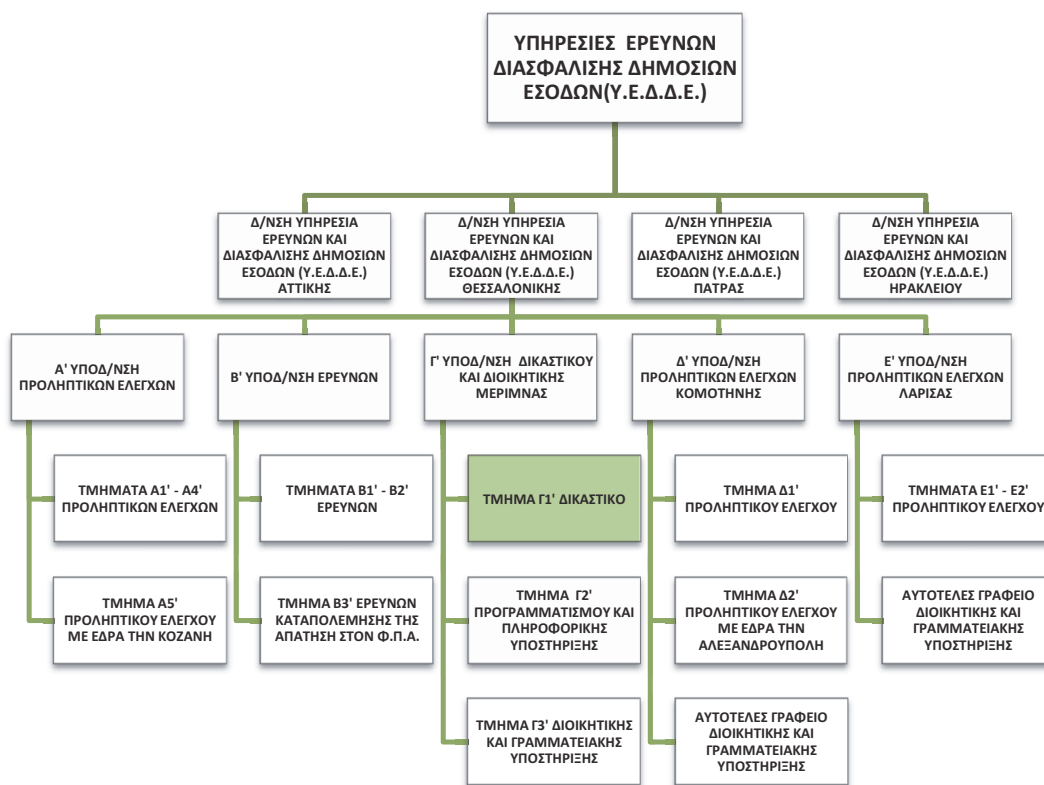 ΥΠΗΡΕΣΙΕΣ ΕΡΕΥΝΩΝ
ΔΙΑΣΦΑΛΙΣΗΣ ΔΗΜΟΣΙΩΝ
ΕΣΟΔΩΝ(Υ.Ε.Δ.Δ.Ε.)
Δ/ΝΣΗ ΥΠΗΡΕΣΙΑ
ΕΡΕΥΝΩΝ ΚΑΙ
ΔΙΑΣΦΑΛΙΣΗΣ ΔΗΜΟΣΙΩΝ
ΕΣΟΔΩΝ (Υ.Ε.Δ.Δ.Ε.)
ΑΤΤΙΚΗΣ
Δ/ΝΣΗ ΥΠΗΡΕΣΙΑ
ΕΡΕΥΝΩΝ ΚΑΙ
ΔΙΑΣΦΑΛΙΣΗΣ ΔΗΜΟΣΙΩΝ
ΕΣΟΔΩΝ (Υ.Ε.Δ.Δ.Ε.)
ΘΕΣΣΑΛΟΝΙΚΗΣ
Δ/ΝΣΗ ΥΠΗΡΕΣΙΑ
ΕΡΕΥΝΩΝ ΚΑΙ
ΔΙΑΣΦΑΛΙΣΗΣ ΔΗΜΟΣΙΩΝ
ΕΣΟΔΩΝ (Υ.Ε.Δ.Δ.Ε.)
ΠΑΤΡΑΣ
Δ/ΝΣΗ ΥΠΗΡΕΣΙΑ
ΕΡΕΥΝΩΝ ΚΑΙ
ΔΙΑΣΦΑΛΙΣΗΣ ΔΗΜΟΣΙΩΝ
ΕΣΟΔΩΝ (Υ.Ε.Δ.Δ.Ε.)
ΗΡΑΚΛΕΙΟΥ
Α' ΥΠΟΔ/ΝΣΗ
ΠΡΟΛΗΠΤΙΚΩΝ ΕΛΕΓΧΩΝ
Β' ΥΠΟΔ/ΝΣΗ ΕΡΕΥΝΩΝ
Γ' ΥΠΟΔ/ΝΣΗ ΔΙΚΑΣΤΙΚΟΥ
ΚΑΙ ΔΙΟΙΚΗΤΙΚΗΣ
ΜΕΡΙΜΝΑΣ
Δ' ΥΠΟΔ/ΝΣΗ
ΠΡΟΛΗΠΤΙΚΩΝ ΕΛΕΓΧΩΝ
ΚΟΜΟΤΗΝΗΣ
Ε' ΥΠΟΔ/ΝΣΗ
ΠΡΟΛΗΠΤΙΚΩΝ ΕΛΕΓΧΩΝ
ΛΑΡΙΣΑΣ
ΤΜΗΜΑΤΑ Α1' - Α4'
ΠΡΟΛΗΠΤΙΚΩΝ ΕΛΕΓΧΩΝ
ΤΜΗΜΑΤΑ Β1' - Β2'
ΕΡΕΥΝΩΝ
ΤΜΗΜΑ Γ1' ΔΙΚΑΣΤΙΚΟ
ΤΜΗΜΑ Δ1'
ΠΡΟΛΗΠΤΙΚΟΥ ΕΛΕΓΧΟΥ
ΤΜΗΜΑΤΑ Ε1' - Ε2'
ΠΡΟΛΗΠΤΙΚΟΥ ΕΛΕΓΧΟΥ
ΤΜΗΜΑ Α5'
ΠΡΟΛΗΠΤΙΚΟΥ ΕΛΕΓΧΟΥ
ΜΕ ΕΔΡΑ ΤΗΝ ΚΟΖΑΝΗ
ΤΜΗΜΑ Β3' ΕΡΕΥΝΩΝ
ΚΑΤΑΠΟΛΕΜΗΣΗΣ ΤΗΣ
ΑΠΑΤΗΣΗ ΣΤΟΝ Φ.Π.Α.
ΤΜΗΜΑ Γ2'
ΠΡΟΓΡΑΜΜΑΤΙΣΜΟΥ ΚΑΙ
ΠΛΗΡΟΦΟΡΙΚΗΣ
ΥΠΟΣΤΗΡΙΞΗΣ
ΤΜΗΜΑ Δ2'
ΠΡΟΛΗΠΤΙΚΟΥ ΕΛΕΓΧΟΥ
ΜΕ ΕΔΡΑ ΤΗΝ
ΑΛΕΞΑΝΔΡΟΥΠΟΛΗ
ΑΥΤΟΤΕΛΕΣ ΓΡΑΦΕΙΟ
ΔΙΟΙΚΗΤΙΚΗΣ ΚΑΙ
ΓΡΑΜΜΑΤΕΙΑΚΗΣ
ΥΠΟΣΤΗΡΙΞΗΣ
ΤΜΗΜΑ Γ3' ΔΙΟΙΚΗΤΙΚΗΣ
ΚΑΙ ΓΡΑΜΜΑΤΕΙΑΚΗΣ
ΥΠΟΣΤΗΡΙΞΗΣ
ΑΥΤΟΤΕΛΕΣ ΓΡΑΦΕΙΟ
ΔΙΟΙΚΗΤΙΚΗΣ ΚΑΙ
ΓΡΑΜΜΑΤΕΙΑΚΗΣ
ΥΠΟΣΤΗΡΙΞΗΣ